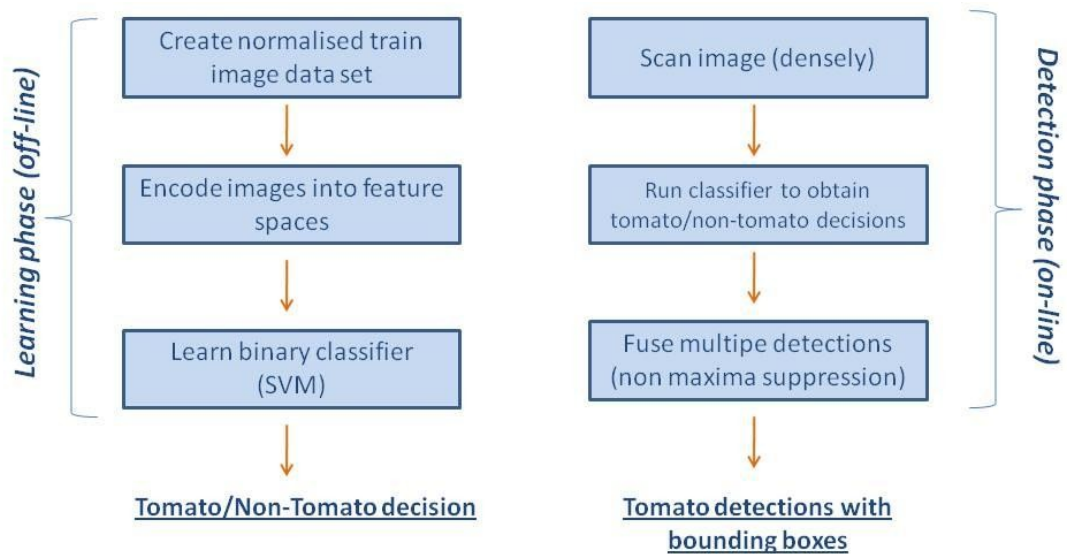 Learning phase (off-line)
Create normalised train
image data set
Encode images into feature
spaces
Learn binary classifier
(SVM)
Tomato/Non-Tomato decision
Scan image (densely)
Run classifier to obtain
tomato/non-tomato decisions
Fuse multipe detections
(non maxima suppression)
Tomato detections with
bounding boxes
Detection phase (on-line)